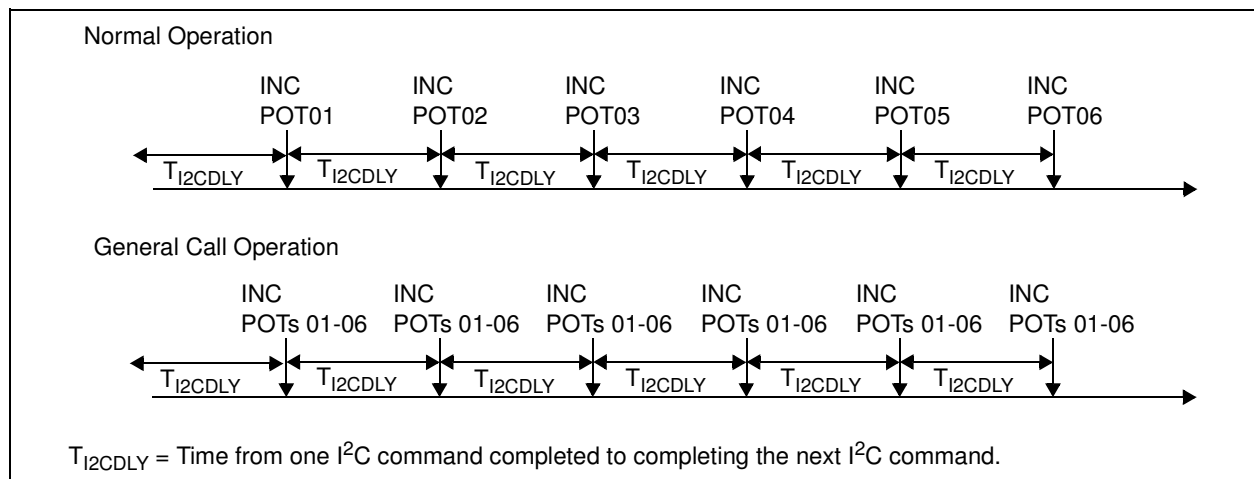 Normal Operation
INC INC INC INC INC INC
POT01 POT02 POT03 POT04 POT05 POT06
TI2CDLY TI2CDLY TI2CDLY TI2CDLY TI2CDLY TI2CDLY
General Call Operation
INC INC INC INC INC INC
POTs 01-06 POTs 01-06 POTs 01-06 POTs 01-06 POTs 01-06 POTs 01-06
TI2CDLY TI2CDLY TI2CDLY TI2CDLY TI2CDLY TI2CDLY
TI2CDLY = Time from one I²C command completed to completing the next I²C command.